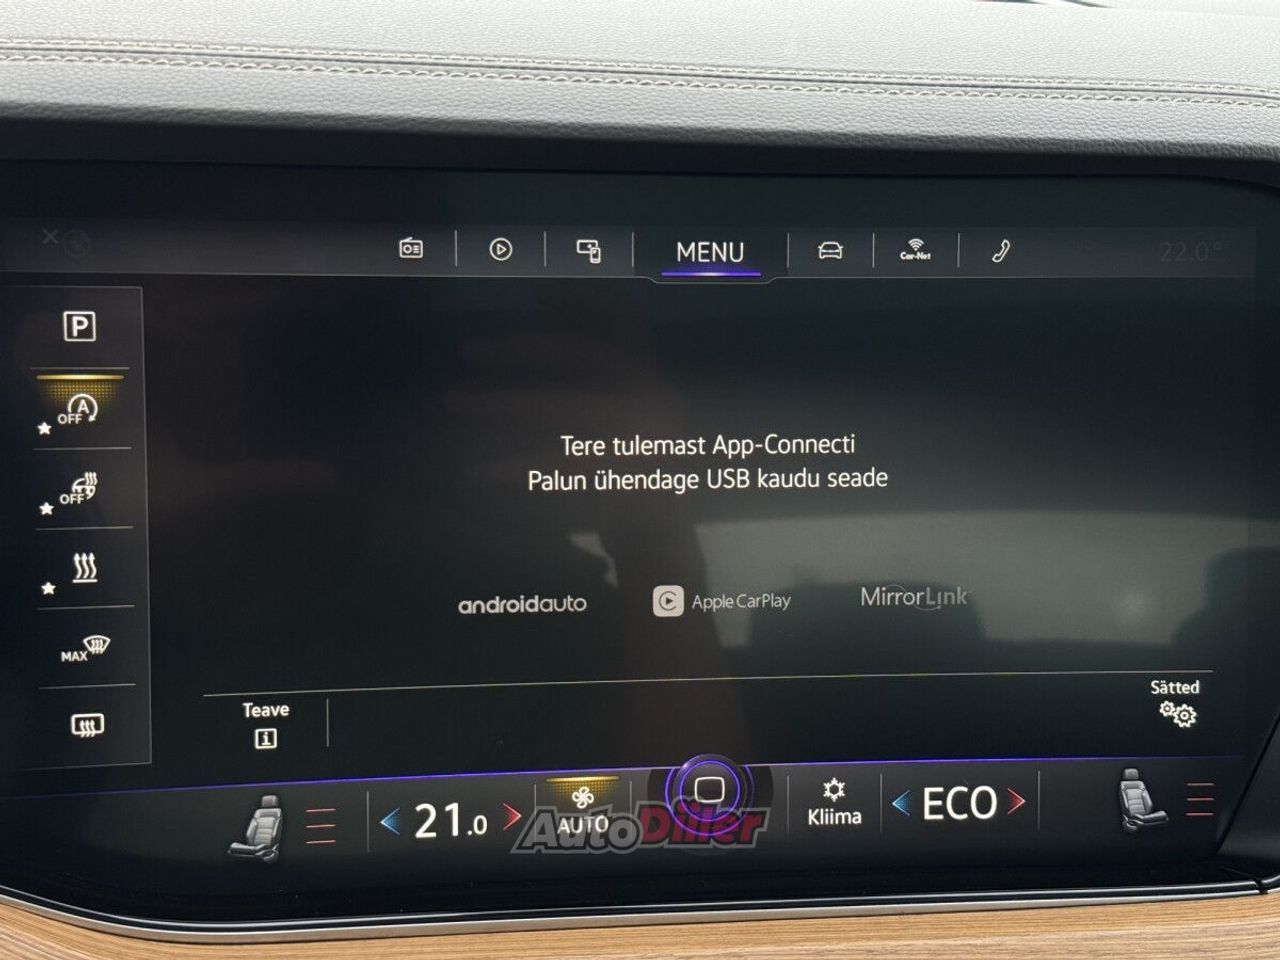 MENU
Car-Net
22.0°
P
A
OFF
OFF
MAX
Tere tulemast App-Connecti
Palun ühendage USB kaudu seade
androidauto
Apple CarPlay
MirrorLink
Teave
i
Sätted
21.0
AUTO
Kliima
ECO
AutoDiiler